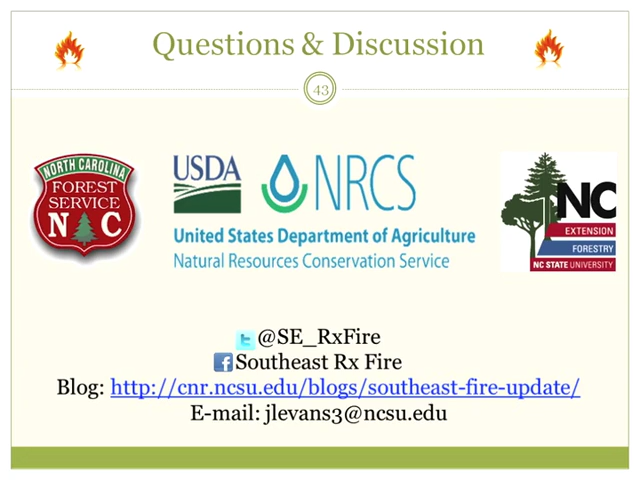 Questions & Discussion
43
NORTH CAROLINA
FOREST
SERVICE
N C
USDA NRCS
United States Department of Agriculture
Natural Resources Conservation Service
NC
EXTENSION
FORESTRY
NC STATE UNIVERSITY
@SE_RxFire
Southeast Rx Fire
Blog: http://cnr.ncsu.edu/blogs/southeast-fire-update/
E-mail: jlevans3@ncsu.edu